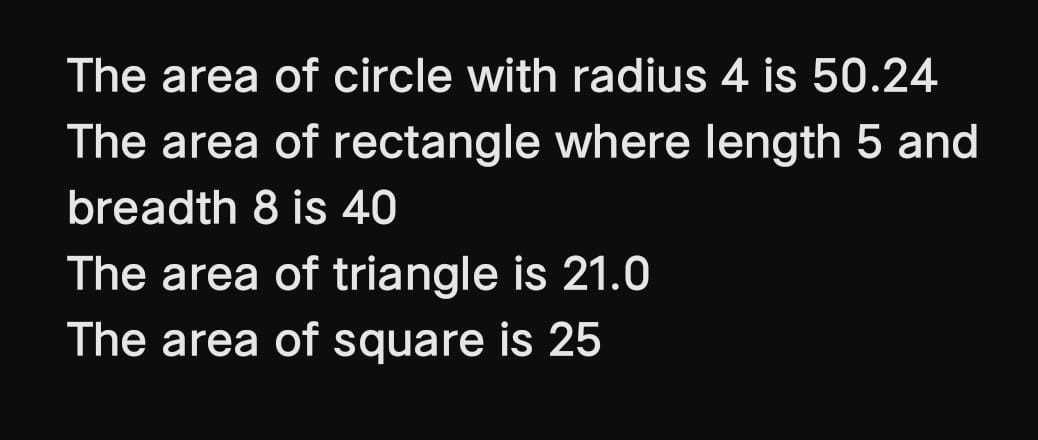 The area of circle with radius 4 is 50.24
The area of rectangle where length 5 and
breadth 8 is 40
The area of triangle is 21.0
The area of square is 25